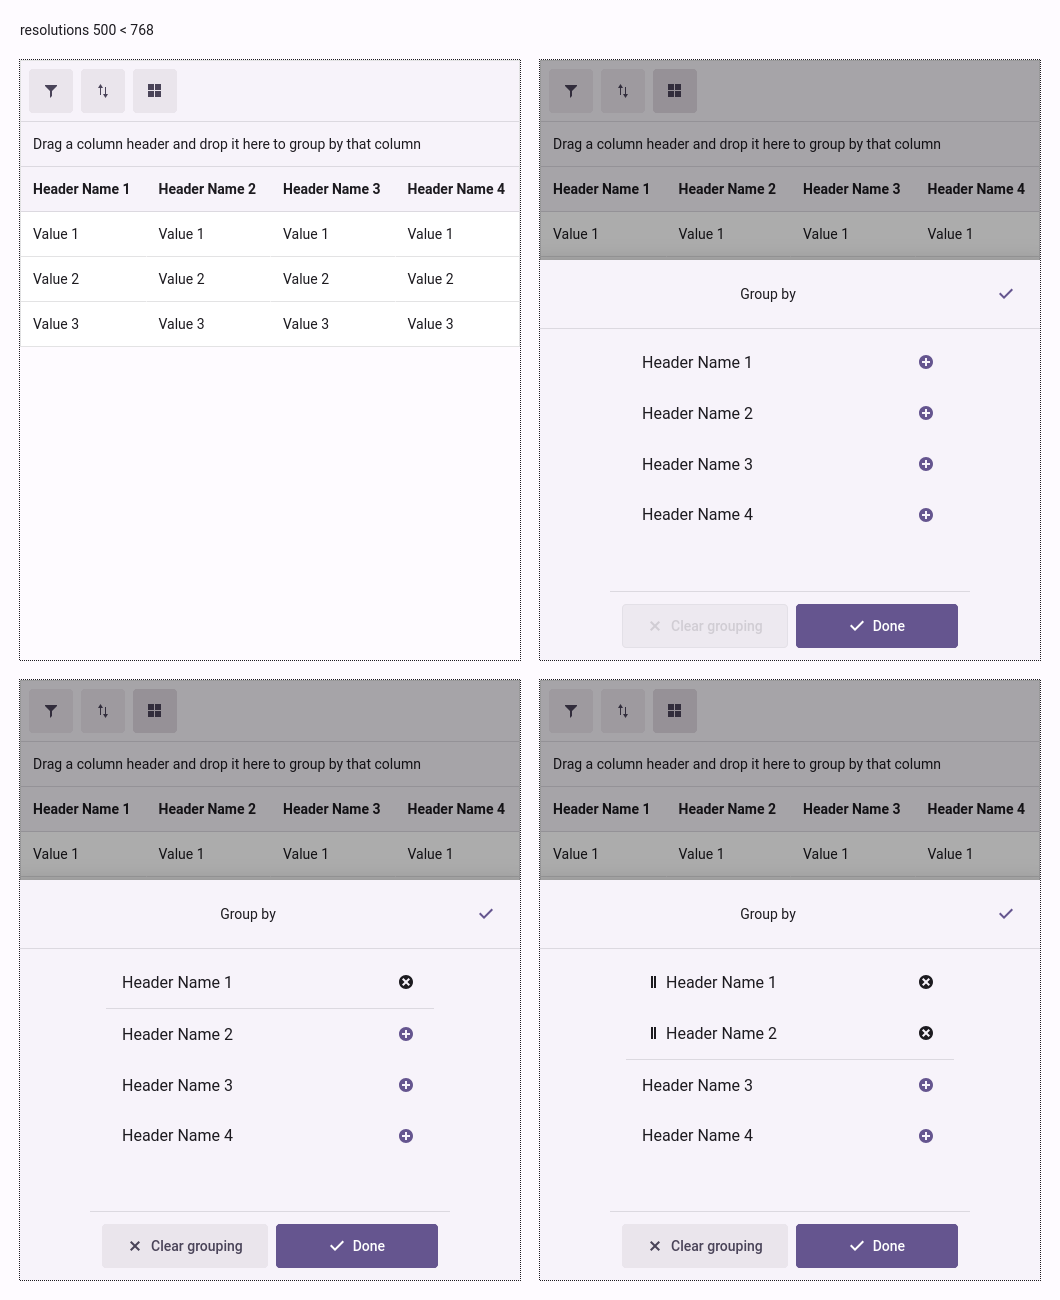 resolutions 500 < 768
Drag a column header and drop it here to group by that column
Header Name 1 Header Name 2 Header Name 3 Header Name 4
Value 1 Value 1 Value 1 Value 1
Value 2 Value 2 Value 2 Value 2
Value 3 Value 3 Value 3 Value 3
Drag a column header and drop it here to group by that column
Header Name 1 Header Name 2 Header Name 3 Header Name 4
Value 1 Value 1 Value 1 Value 1
Group by
Header Name 1
Header Name 2
Header Name 3
Header Name 4
Clear grouping Done
Drag a column header and drop it here to group by that column
Header Name 1 Header Name 2 Header Name 3 Header Name 4
Value 1 Value 1 Value 1 Value 1
Group by
Header Name 1
Header Name 2
Header Name 3
Header Name 4
Clear grouping Done
Drag a column header and drop it here to group by that column
Header Name 1 Header Name 2 Header Name 3 Header Name 4
Value 1 Value 1 Value 1 Value 1
Group by
Header Name 1
Header Name 2
Header Name 3
Header Name 4
Clear grouping Done